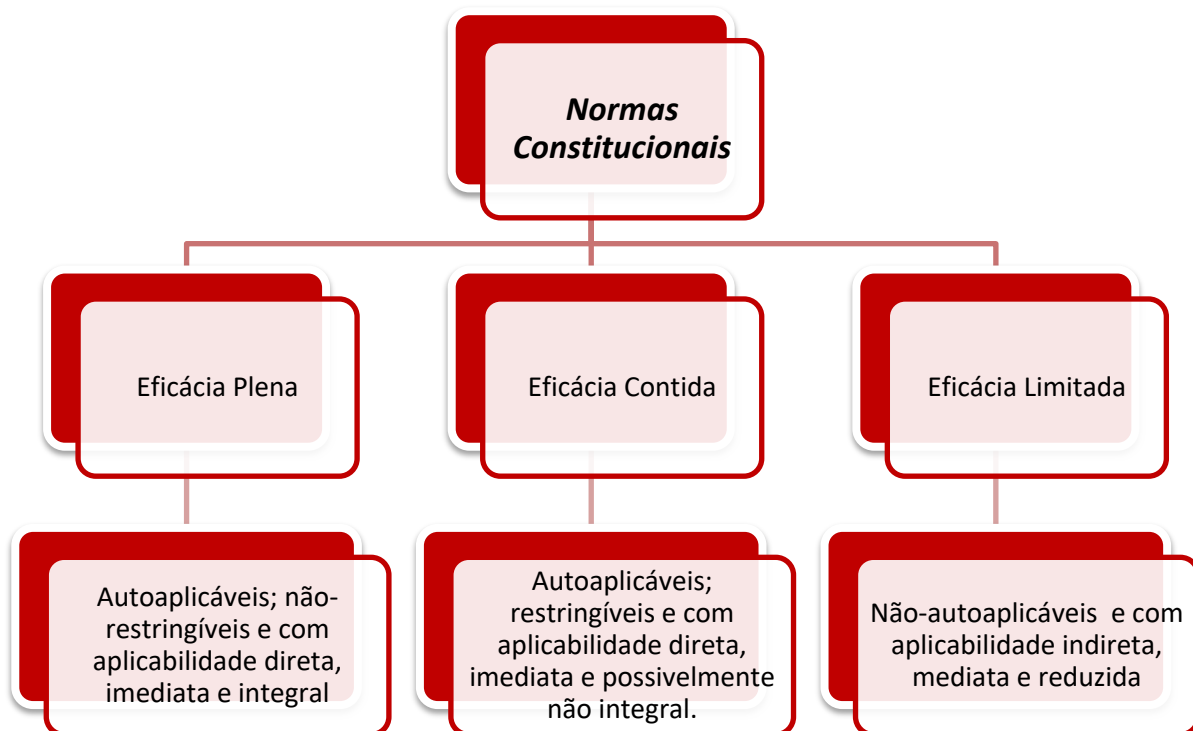 Normas
Constitucionais
Eficácia Plena
Eficácia Contida
Eficácia Limitada
Autoaplicáveis; não-
restringíveis e com
aplicabilidade direta,
imediata e integral
Autoaplicáveis;
restringíveis e com
aplicabilidade direta,
imediata e possivelmente
não integral.
Não-autoaplicáveis e com
aplicabilidade indireta,
mediata e reduzida